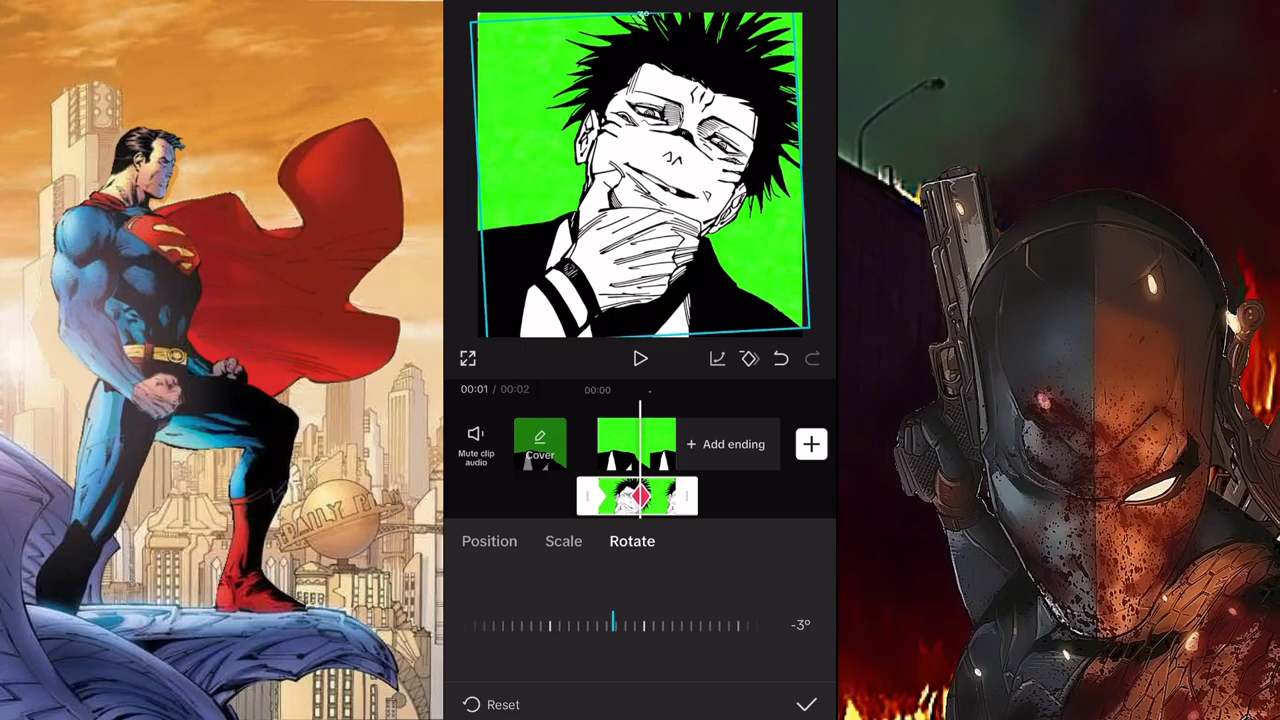 -3°
00:01 / 00:02
00:00
Mute clip
audio
Cover
+ Add ending
Position
Scale
Rotate
-3°
Reset
DAILY PLANET